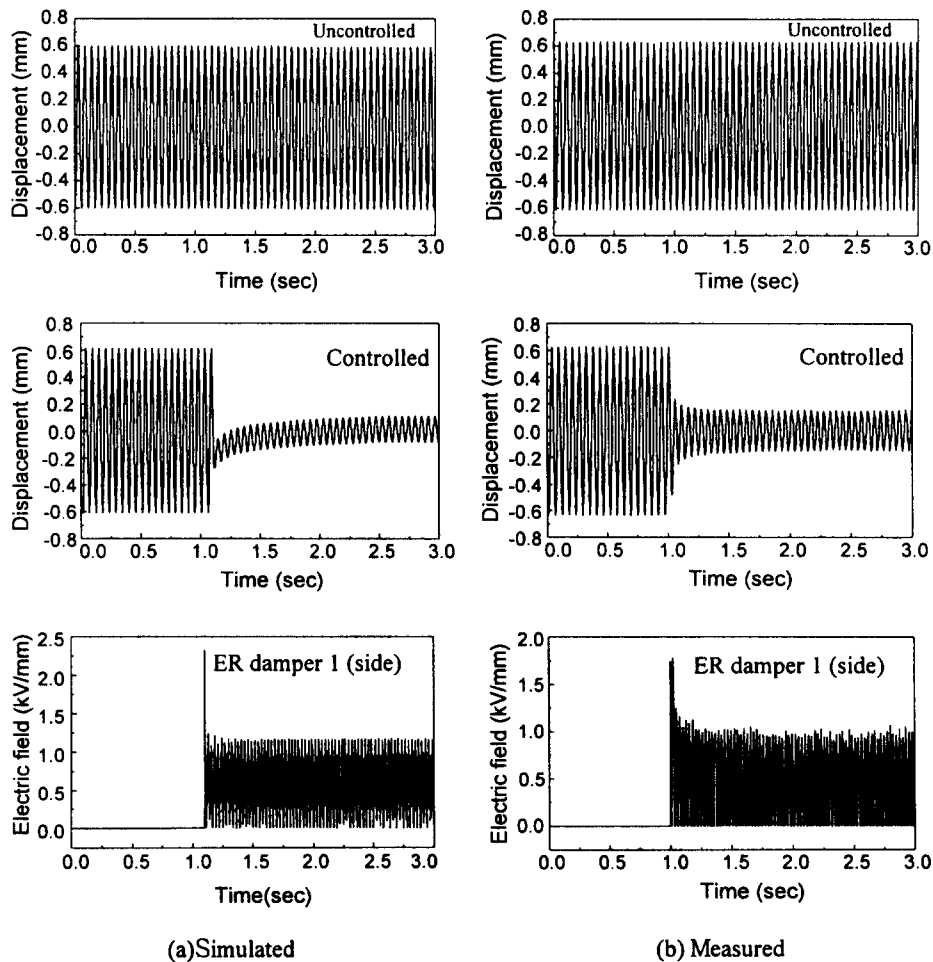 Uncontrolled
Displacement (mm)
0.8
0.6
0.4
0.2
0.0
-0.2
-0.4
-0.6
-0.8
0.0 0.5 1.0 1.5 2.0 2.5 3.0
Time (sec)
Uncontrolled
Displacement (mm)
0.8
0.6
0.4
0.2
0.0
-0.2
-0.4
-0.6
-0.8
0.0 0.5 1.0 1.5 2.0 2.5 3.0
Time (sec)
Controlled
Displacement (mm)
0.8
0.6
0.4
0.2
0.0
-0.2
-0.4
-0.6
-0.8
0.0 0.5 1.0 1.5 2.0 2.5 3.0
Time (sec)
Controlled
Displacement (mm)
0.8
0.6
0.4
0.2
0.0
-0.2
-0.4
-0.6
-0.8
0.0 0.5 1.0 1.5 2.0 2.5 3.0
Time (sec)
ER damper 1 (side)
Electric field (kV/mm)
2.5
2.0
1.5
1.0
0.5
0.0
0.0 0.5 1.0 1.5 2.0 2.5 3.0
Time(sec)
ER damper 1 (side)
Electric field (kV/mm)
2.0
1.5
1.0
0.5
0.0
0.0 0.5 1.0 1.5 2.0 2.5 3.0
Time (sec)
(a)Simulated
(b) Measured